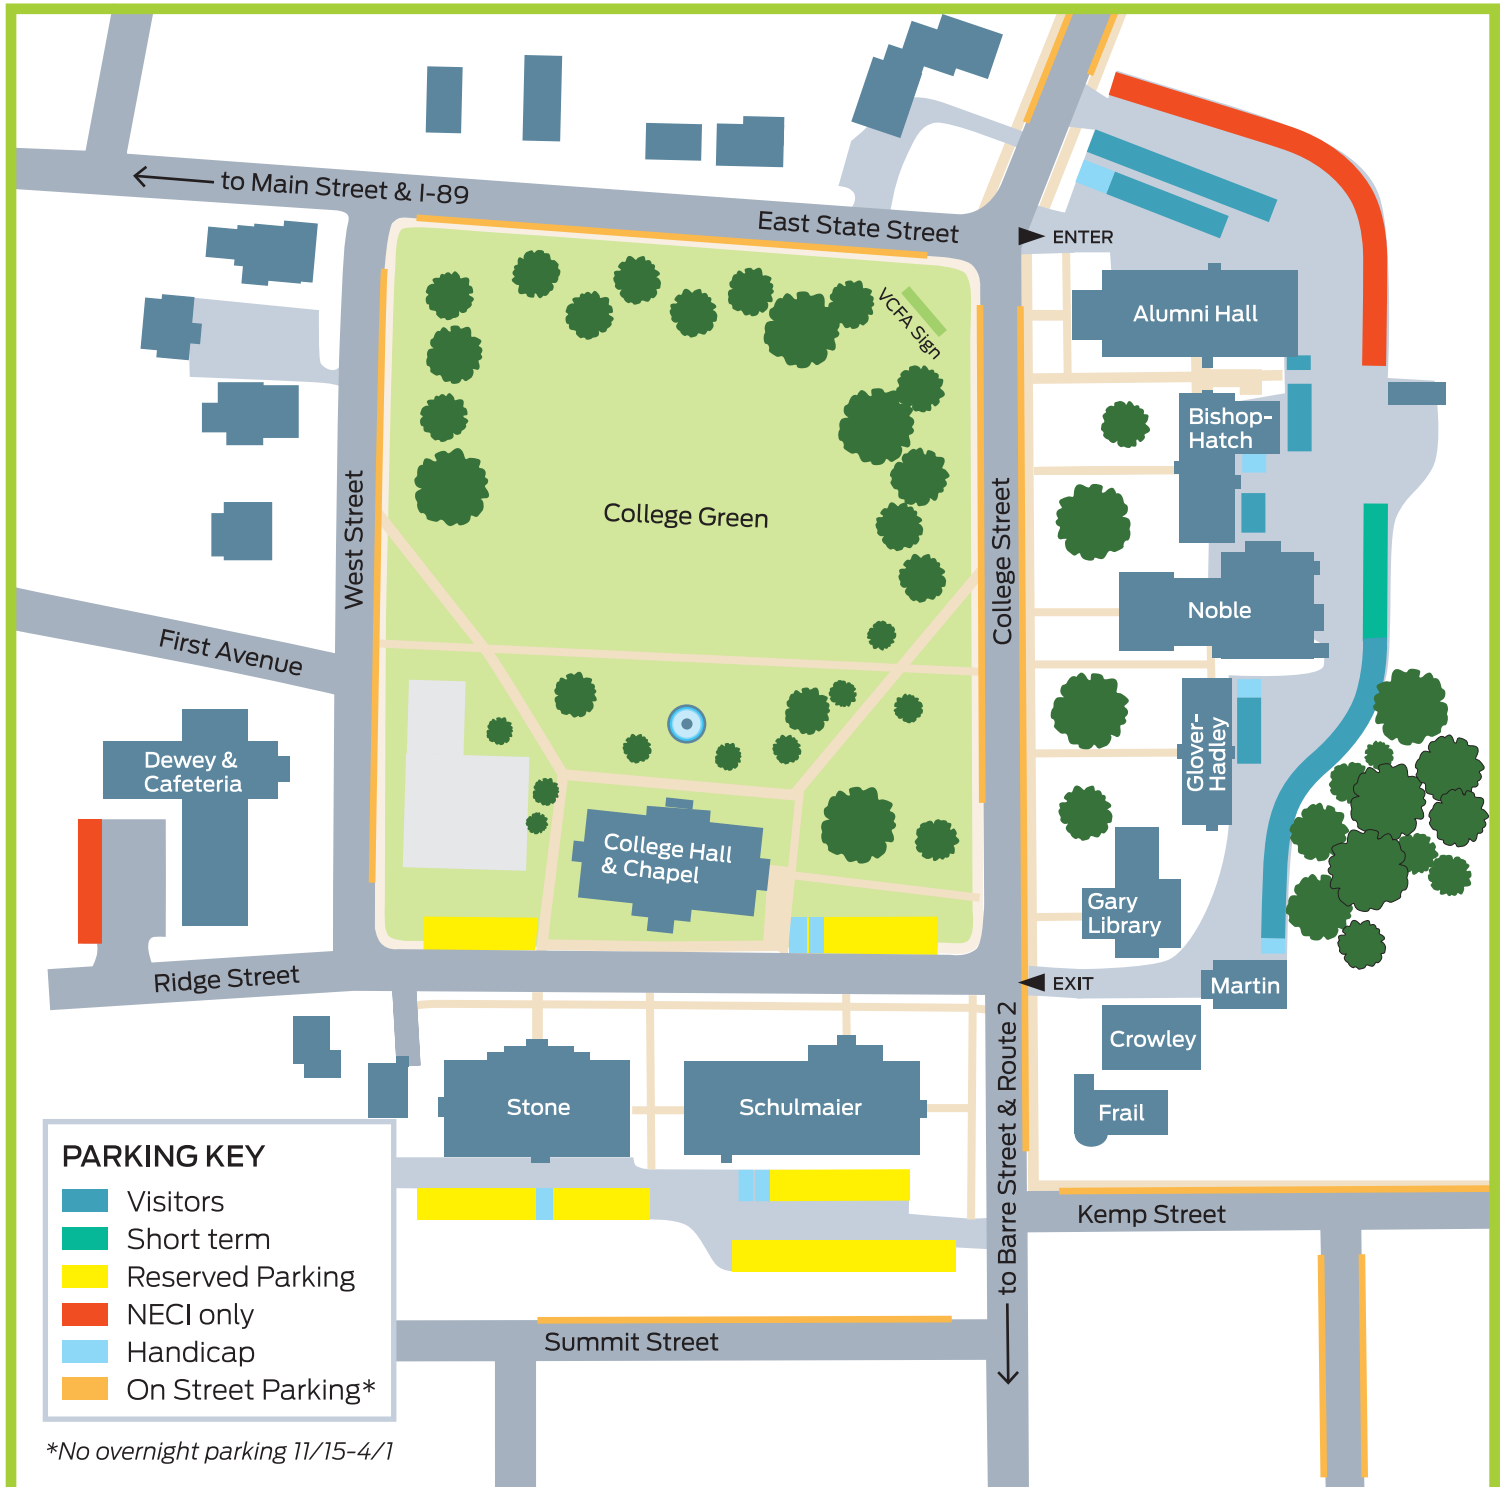 to Main Street & I-89
East State Street
ENTER
VCFA Sign
Alumni Hall
Bishop-
Hatch
College Green
West Street
College Street
First Avenue
Noble
Dewey &
Cafeteria
Glover-
Hadley
College Hall
& Chapel
Gary
Library
Ridge Street
EXIT
Martin
Crowley
Stone
Schulmaier
Frail
to Barre Street & Route 2
Kemp Street
Summit Street
PARKING KEY
Visitors
Short term
Reserved Parking
NECI only
Handicap
On Street Parking*
*No overnight parking 11/15-4/1